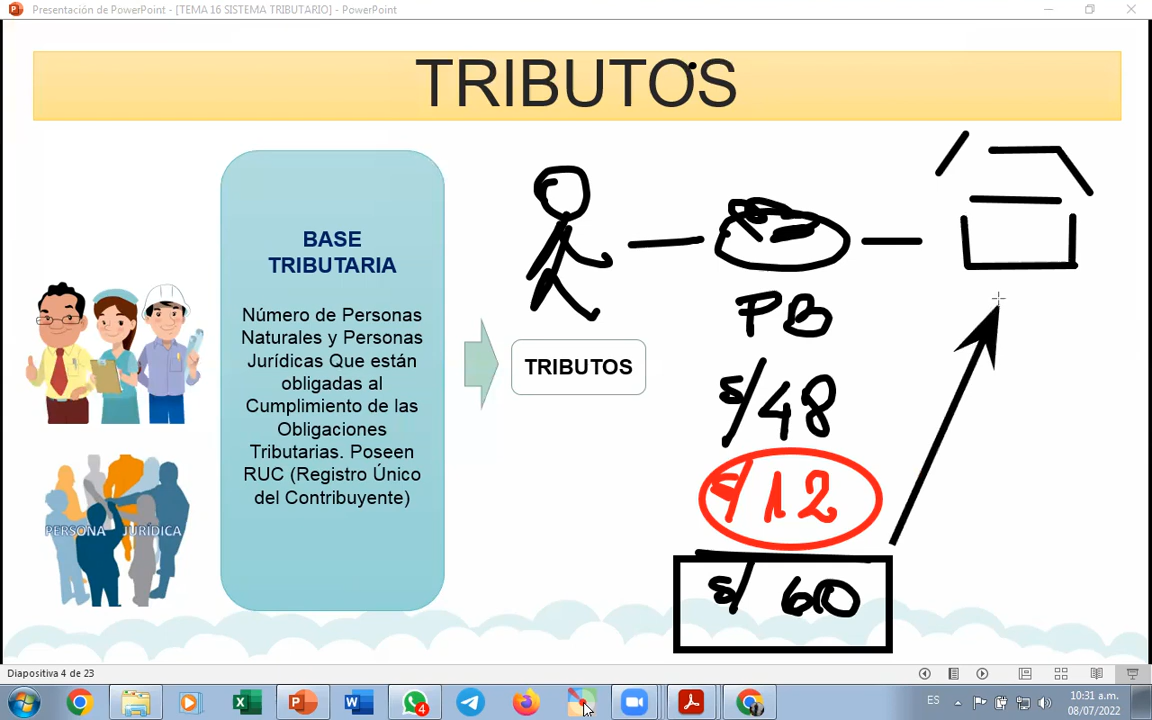 Presentación de PowerPoint - [TEMA 16 SISTEMA TRIBUTARIO] - PowerPoint
TRIBUTOS
BASE
TRIBUTARIA
Número de Personas
Naturales y Personas
Jurídicas Que están
obligadas al
Cumplimiento de las
Obligaciones
Tributarias. Poseen
RUC (Registro Único
del Contribuyente)
PERSONA JURÍDICA
TRIBUTOS
PB
S/48
S/12
S/ 60
Diapositiva 4 de 23
4
ES
10:31 a.m.
08/07/2022